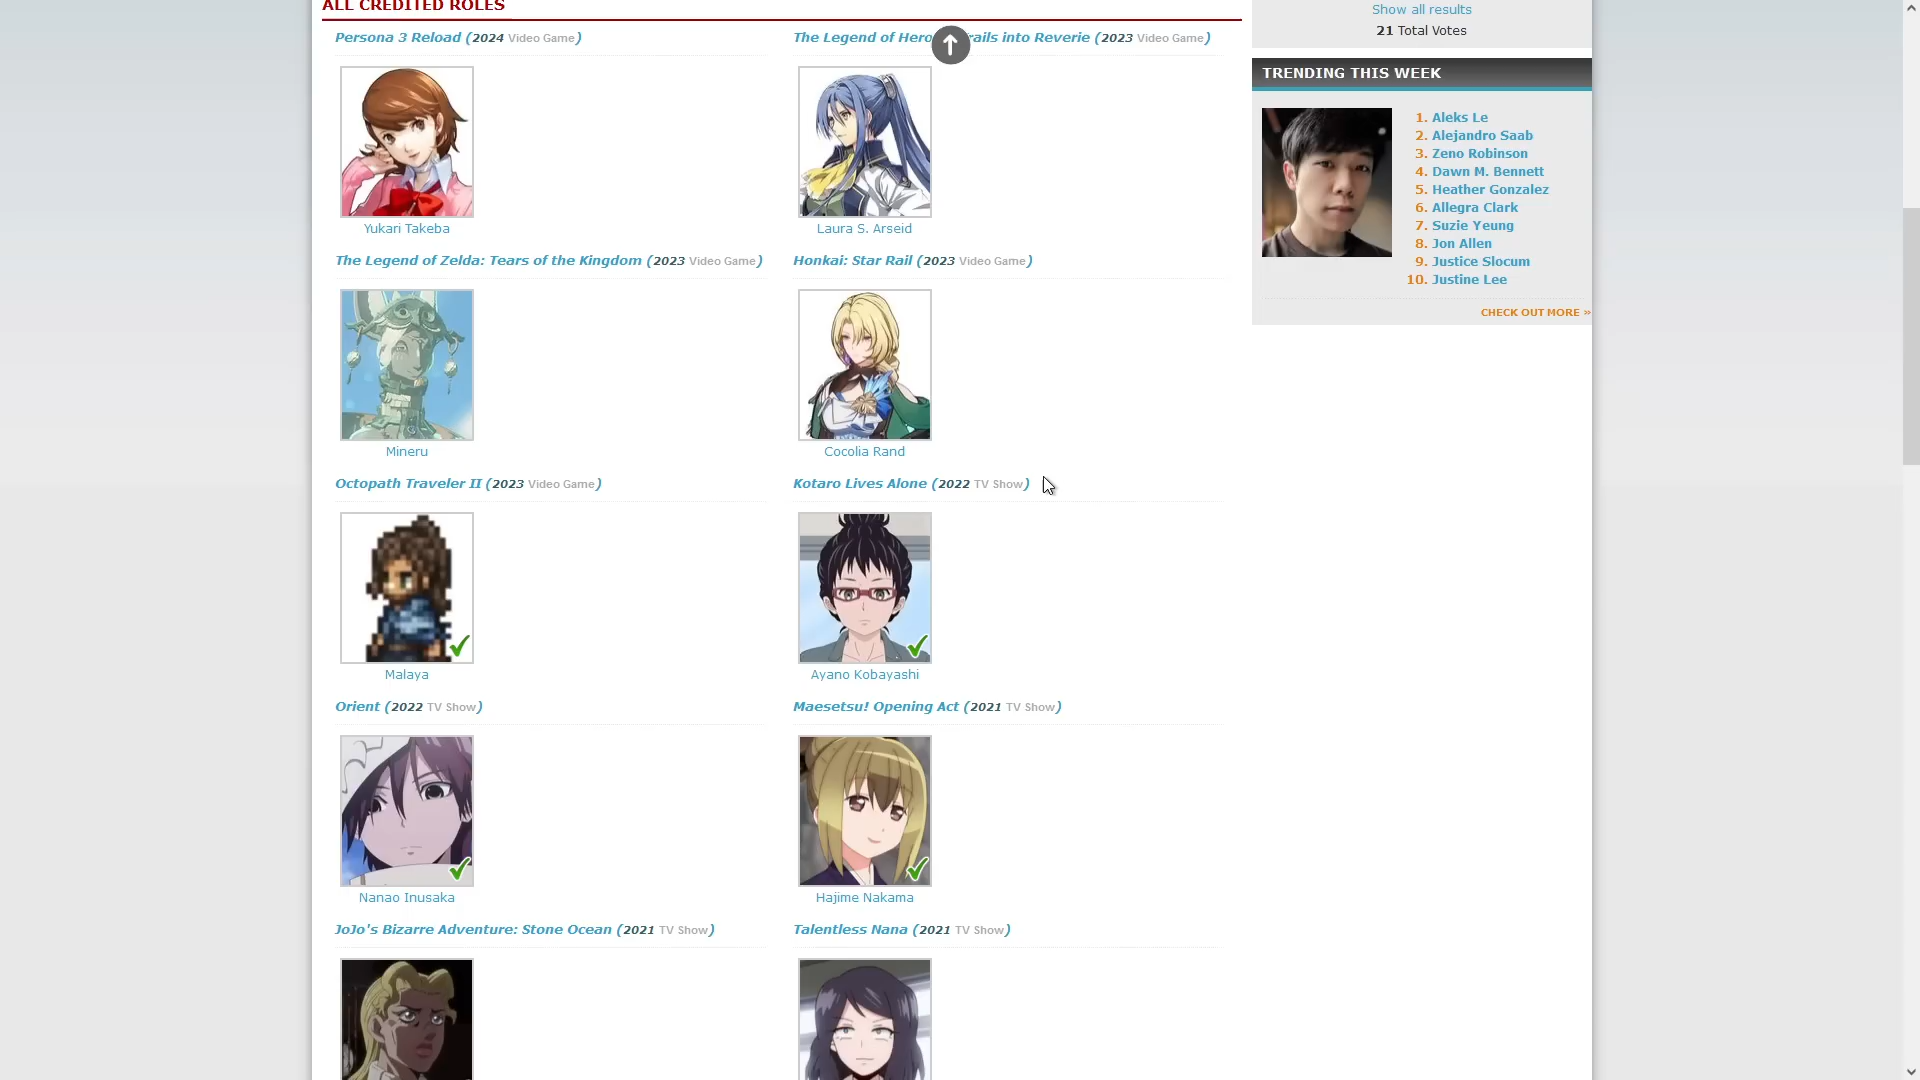 ALL CREDITED ROLES
Persona 3 Reload (2024 Video Game)
The Legend of Hero rails into Reverie (2023 Video Game)
Yukari Takeba
Laura S. Arseid
The Legend of Zelda: Tears of the Kingdom (2023 Video Game)
Honkai: Star Rail (2023 Video Game)
Mineru
Cocolia Rand
Octopath Traveler II (2023 Video Game)
Kotaro Lives Alone (2022 TV Show)
Malaya
Ayano Kobayashi
Orient (2022 TV Show)
Maesetsu! Opening Act (2021 TV Show)
Nanao Inusaka
Hajime Nakama
JoJo's Bizarre Adventure: Stone Ocean (2021 TV Show)
Talentless Nana (2021 TV Show)
Show all results
21 Total Votes
TRENDING THIS WEEK
1. Aleks Le
2. Alejandro Saab
3. Zeno Robinson
4. Dawn M. Bennett
5. Heather Gonzalez
6. Allegra Clark
7. Suzie Yeung
8. Jon Allen
9. Justice Slocum
10. Justine Lee
CHECK OUT MORE »